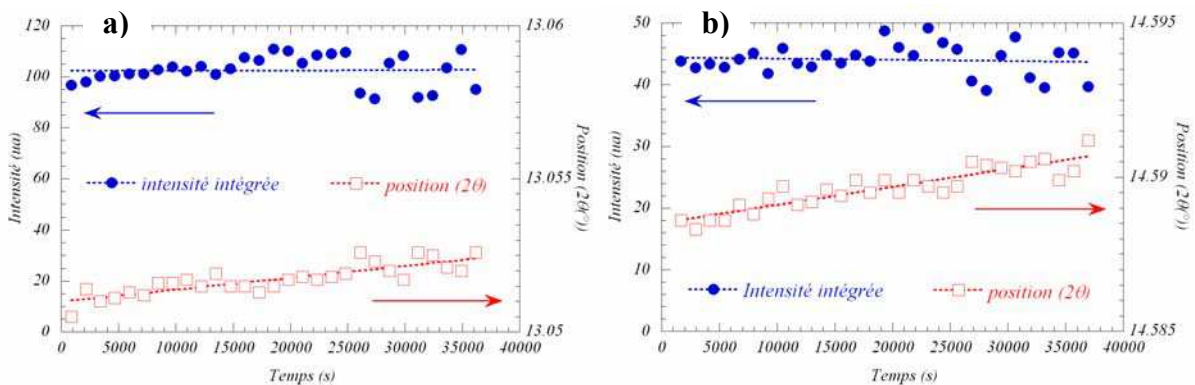 a)
120
100
80
60
40
20
0
Intensité (ua)
13.06
13.055
13.05
Position (2θ(°))
intensité intégrée
position (2θ)
0 5000 10000 15000 20000 25000 30000 35000 40000
Temps (s)
b)
50
40
30
20
10
0
Intensité (ua)
14.595
14.59
14.585
Position (2θ(°))
Intensité intégrée
position (2θ)
0 5000 10000 15000 20000 25000 30000 35000 40000
Temps (s)